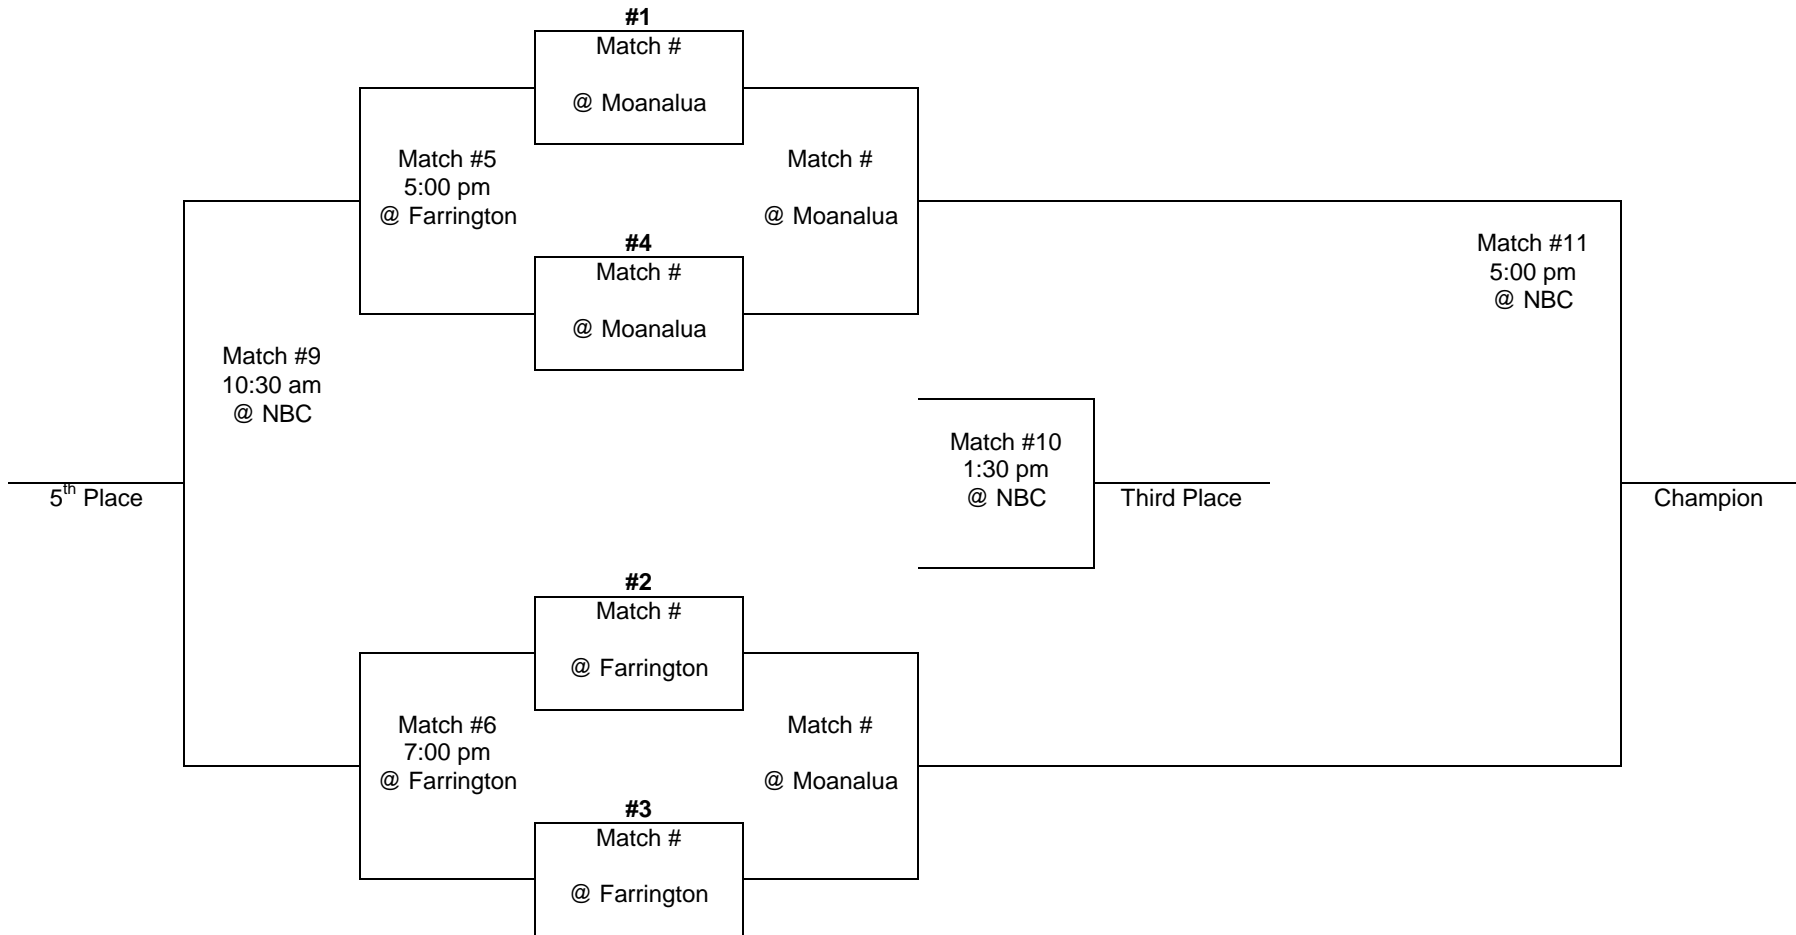 #1
Match #
@ Moanalua
Match #5
5:00 pm
@ Farrington
Match #
@ Moanalua
#4
Match #
@ Moanalua
Match #11
5:00 pm
@ NBC
Match #9
10:30 am
@ NBC
Match #10
1:30 pm
@ NBC
5th Place
Third Place
Champion
#2
Match #
@ Farrington
Match #6
7:00 pm
@ Farrington
Match #
@ Moanalua
#3
Match #
@ Farrington